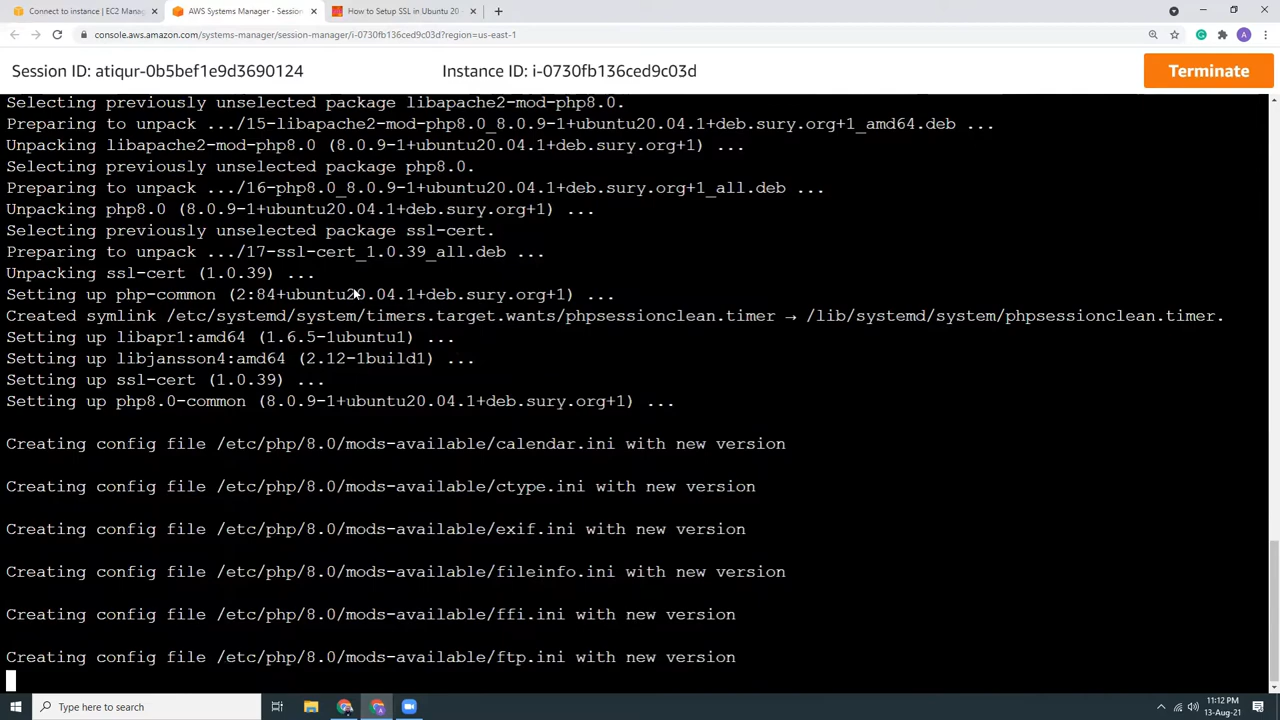 Connect to instance | EC2 Manag
AWS Systems Manager - Session
How to Setup SSL in Ubuntu 20
console.aws.amazon.com/systems-manager/session-manager/i-0730fb136ced9c03d?region=us-east-1
A
Session ID: atiqur-0b5bef1e9d3690124
Instance ID: i-0730fb136ced9c03d
Terminate
Selecting previously unselected package libapache2-mod-php8.0.
Preparing to unpack .../15-libapache2-mod-php8.0_8.0.9-1+ubuntu20.04.1+deb.sury.org+1_amd64.deb ...
Unpacking libapache2-mod-php8.0 (8.0.9-1+ubuntu20.04.1+deb.sury.org+1) ...
Selecting previously unselected package php8.0.
Preparing to unpack .../16-php8.0_8.0.9-1+ubuntu20.04.1+deb.sury.org+1_all.deb ...
Unpacking php8.0 (8.0.9-1+ubuntu20.04.1+deb.sury.org+1) ...
Selecting previously unselected package ssl-cert.
Preparing to unpack .../17-ssl-cert_1.0.39_all.deb ...
Unpacking ssl-cert (1.0.39) ...
Setting up php-common (2:84+ubuntu20.04.1+deb.sury.org+1) ...
Created symlink /etc/systemd/system/timers.target.wants/phpsessionclean.timer → /lib/systemd/system/phpsessionclean.timer.
Setting up libapr1:amd64 (1.6.5-1ubuntu1) ...
Setting up libjansson4:amd64 (2.12-1build1) ...
Setting up ssl-cert (1.0.39) ...
Setting up php8.0-common (8.0.9-1+ubuntu20.04.1+deb.sury.org+1) ...
Creating config file /etc/php/8.0/mods-available/calendar.ini with new version
Creating config file /etc/php/8.0/mods-available/ctype.ini with new version
Creating config file /etc/php/8.0/mods-available/exif.ini with new version
Creating config file /etc/php/8.0/mods-available/fileinfo.ini with new version
Creating config file /etc/php/8.0/mods-available/ffi.ini with new version
Creating config file /etc/php/8.0/mods-available/ftp.ini with new version
Type here to search
11:12 PM
13-Aug-21